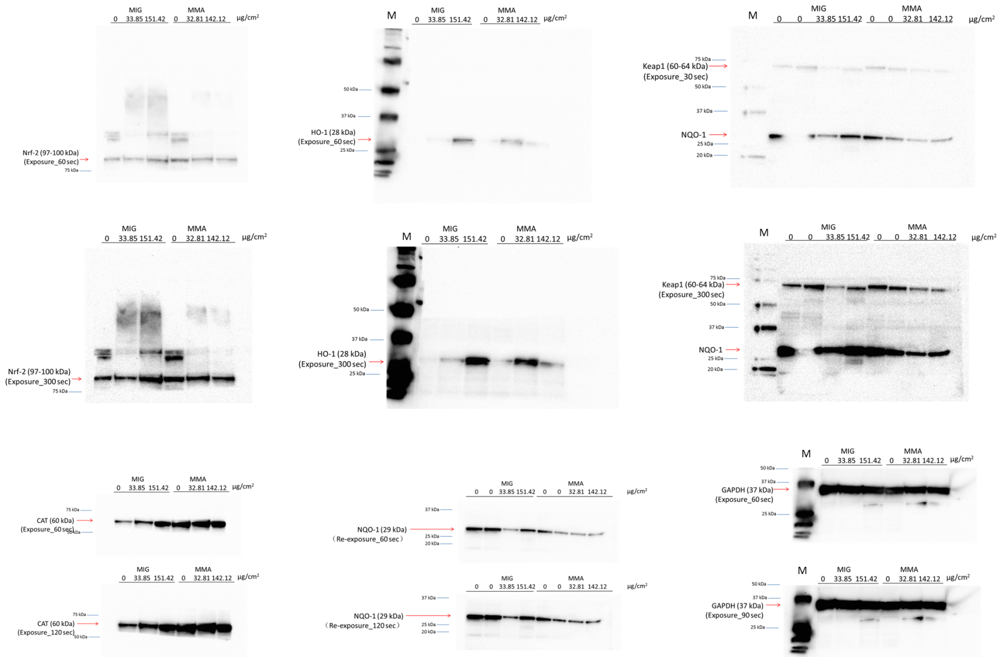 MIG MMA
0 33.85 151.42 0 32.81 142.12 µg/cm²
Nrf-2 (97-100 kDa)
(Exposure_60 sec)
75 kDa
MIG MMA
M 0 33.85 151.42 0 32.81 142.12 µg/cm²
50 kDa
37 kDa
HO-1 (28 kDa)
(Exposure_60 sec)
25 kDa
MIG MMA
M 0 0 33.85 151.42 0 0 32.81 142.12 µg/cm²
75 kDa
Keap1 (60-64 kDa)
(Exposure_30 sec)
50 kDa
37 kDa
NQO-1
25 kDa
20 kDa
MIG MMA
0 33.85 151.42 0 32.81 142.12 µg/cm²
Nrf-2 (97-100 kDa)
(Exposure_300 sec)
75 kDa
MIG MMA
M 0 33.85 151.42 0 32.81 142.12 µg/cm²
50 kDa
37 kDa
HO-1 (28 kDa)
(Exposure_300 sec)
25 kDa
MIG MMA
M 0 0 33.85 151.42 0 0 32.81 142.12 µg/cm²
75 kDa
Keap1 (60-64 kDa)
(Exposure_300 sec)
50 kDa
37 kDa
NQO-1
25 kDa
20 kDa
MIG MMA
0 33.85 151.42 0 32.81 142.12 µg/cm²
75 kDa
CAT (60 kDa)
(Exposure_60 sec)
50 kDa
MIG MMA
0 0 33.85 151.42 0 0 32.81 142.12 µg/cm²
37 kDa
NQO-1 (29 kDa)
（Re-exposure_60 sec）
25 kDa
20 kDa
MIG MMA
M 0 33.85 151.42 0 32.81 142.12 µg/cm²
50 kDa
37 kDa
GAPDH (37 kDa)
(Exposure_60 sec)
25 kDa
MIG MMA
0 33.85 151.42 0 32.81 142.12 µg/cm²
75 kDa
CAT (60 kDa)
(Exposure_120 sec)
50 kDa
MIG MMA
0 0 33.85 151.42 0 0 32.81 142.12 µg/cm²
37 kDa
NQO-1 (29 kDa)
（Re-exposure_120 sec）
25 kDa
20 kDa
MIG MMA
M 0 33.85 151.42 0 32.81 142.12 µg/cm²
50 kDa
37 kDa
GAPDH (37 kDa)
(Exposure_90 sec)
25 kDa